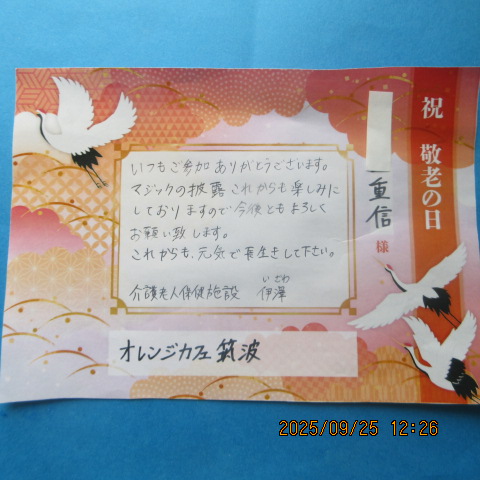 祝 敬老の日
重信 様
いつもご参加ありがとうございます。
マジックの披露これからも楽しみに
しておりますので今後ともよろしく
お願い致します。
これからも、元気で長生きして下さい。
介護老人保健施設 伊澤
いざわ
オレンジカフェ筑波
2025/09/25 12:26